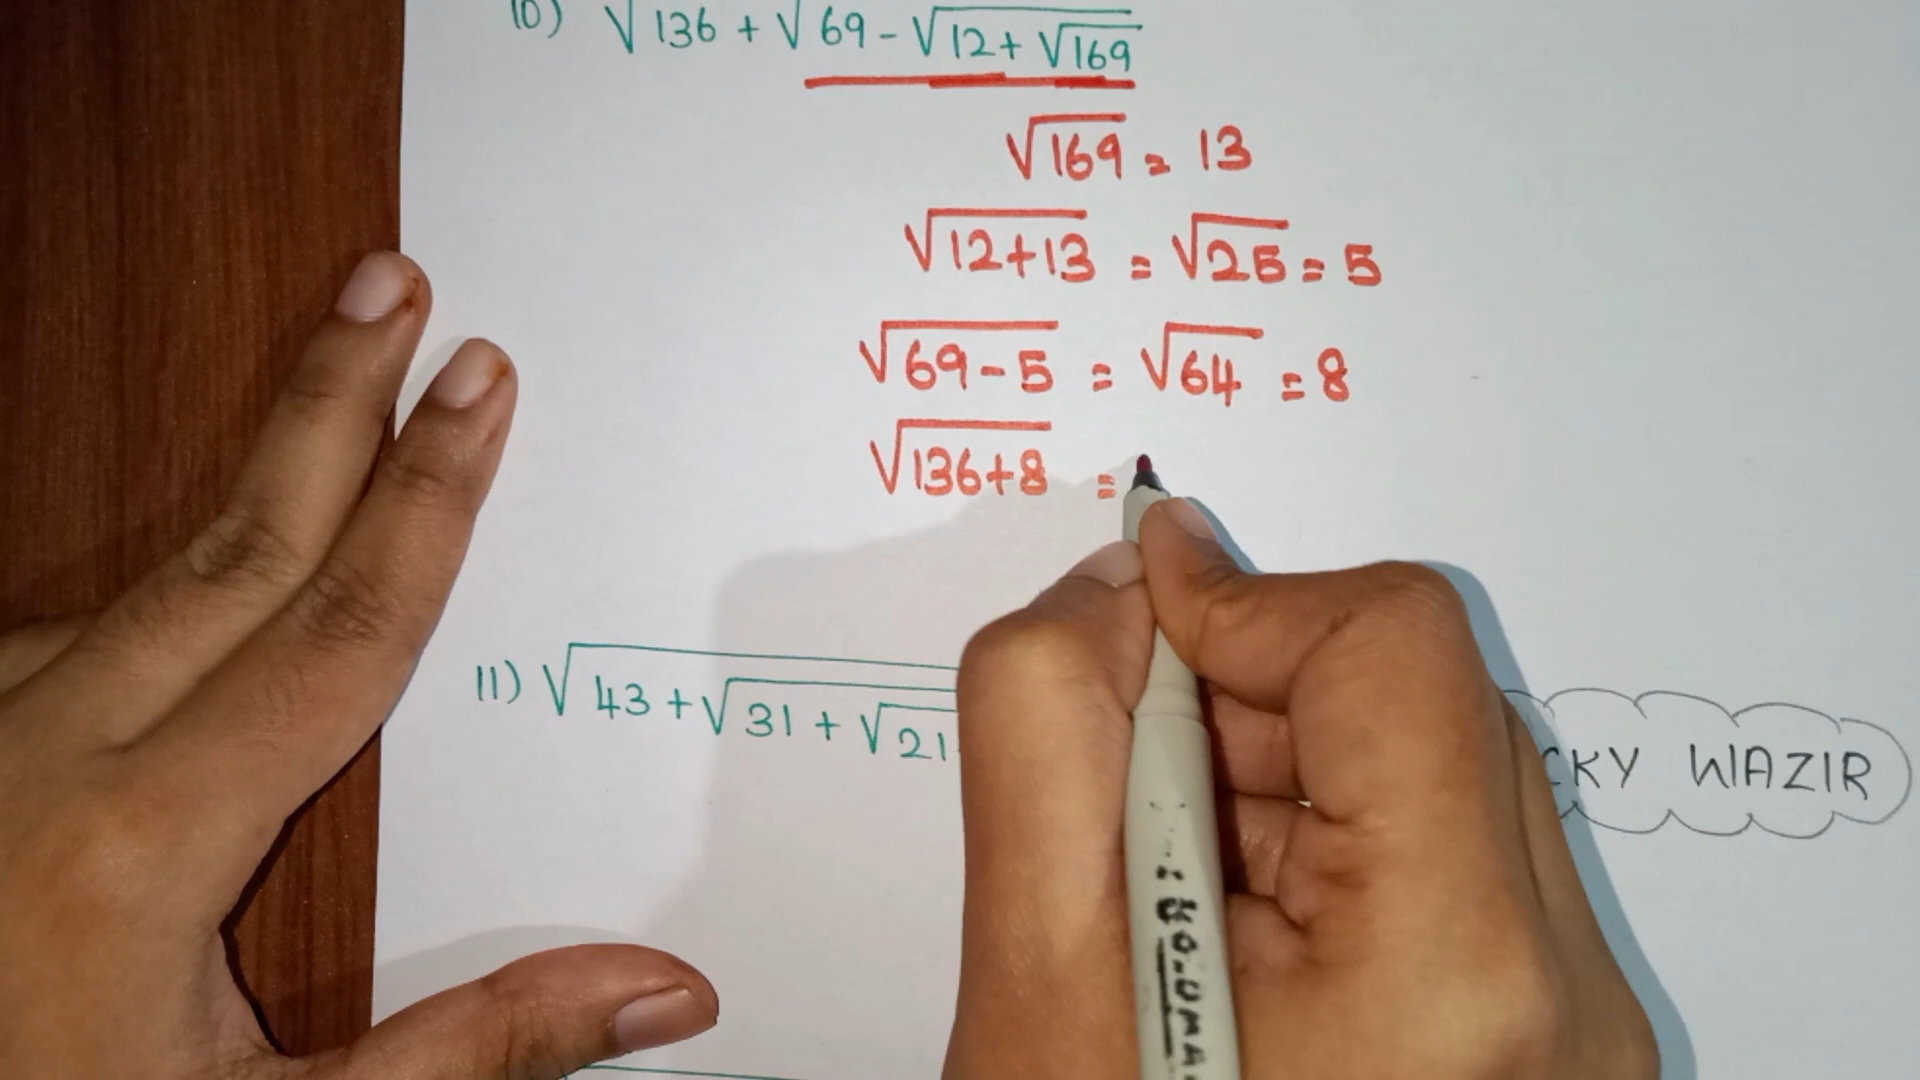 10) √136 + √69 - √12 + √169
√169 = 13
√12+13 = √25 = 5
√69-5 = √64 = 8
√136+8 =
11) √43 + √31 + √21
CKY WAZIR